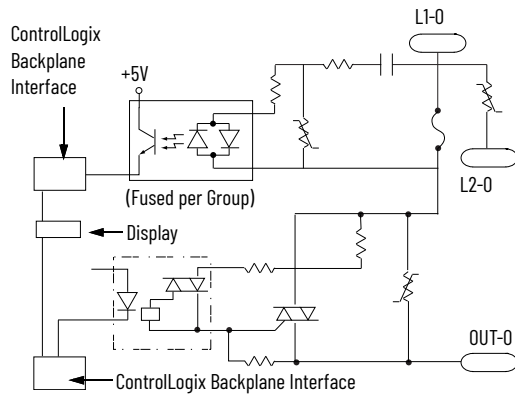 ControlLogix
Backplane
Interface
+5V
L1-0
L2-0
(Fused per Group)
Display
OUT-0
ControlLogix Backplane Interface